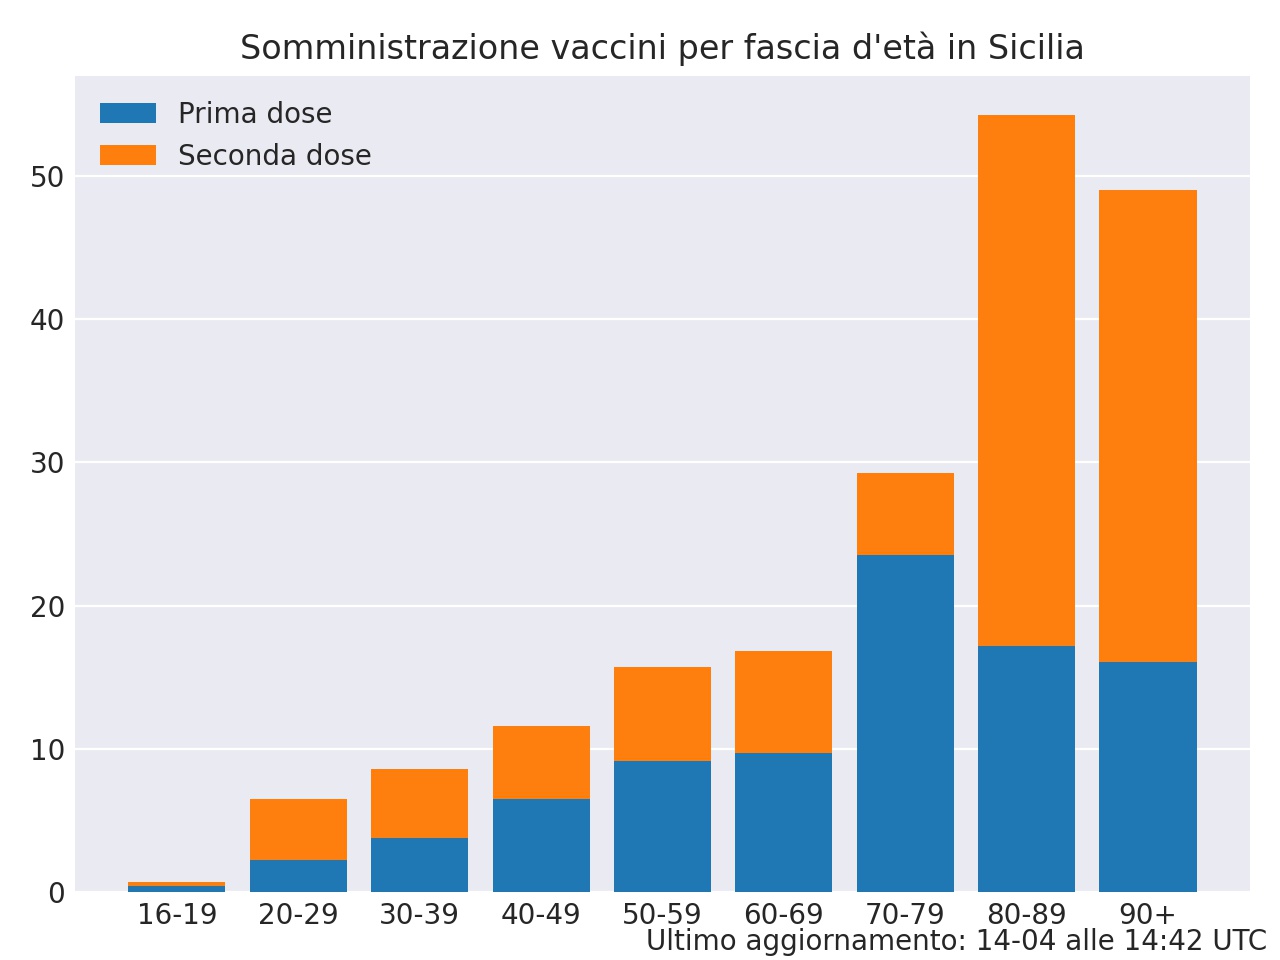 Somministrazione vaccini per fascia d'età in Sicilia
Prima dose
Seconda dose
50
40
30
20
10
0
16-19 20-29 30-39 40-49 50-59 60-69 70-79 80-89 90+
Ultimo aggiornamento: 14-04 alle 14:42 UTC